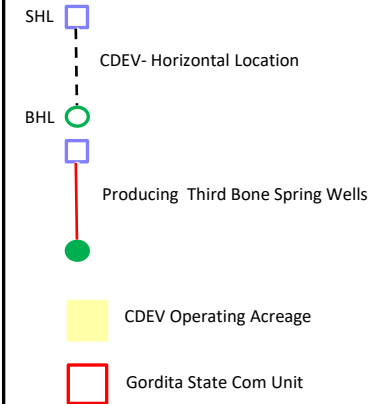 SHL
CDEV- Horizontal Location
BHL
Producing Third Bone Spring Wells
CDEV Operating Acreage
Gordita State Com Unit